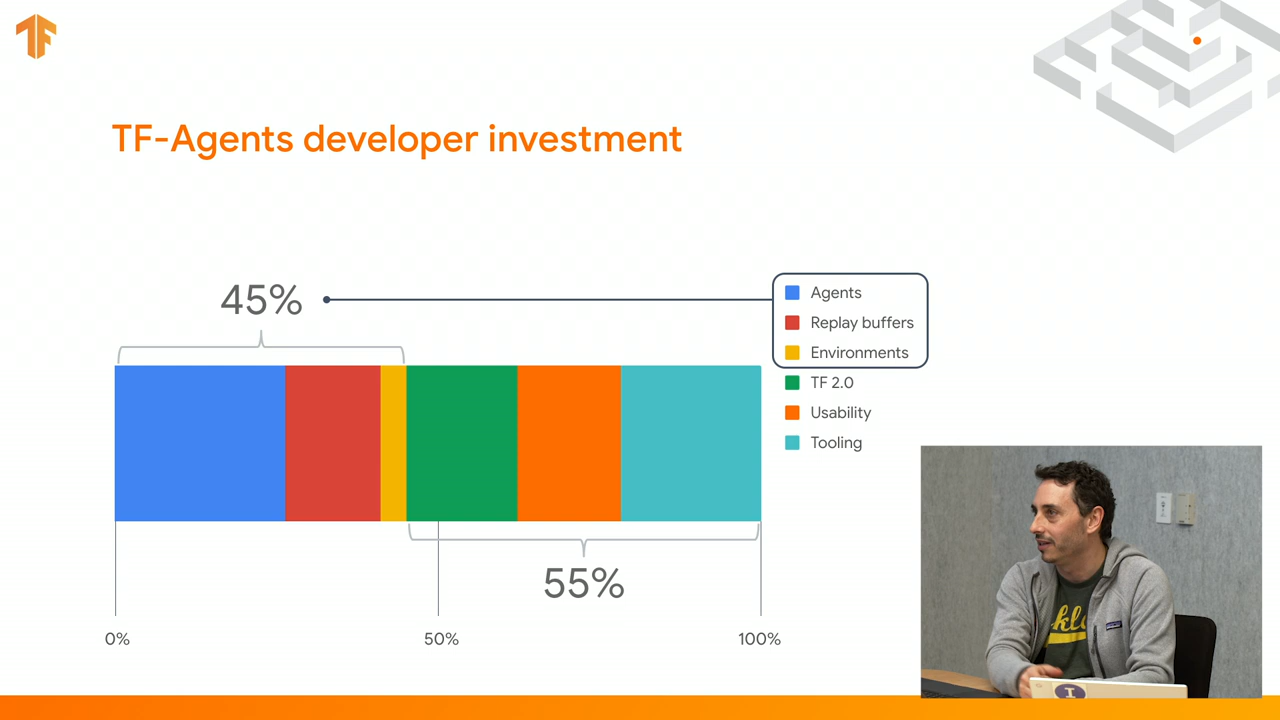 TF-Agents developer investment
45%
Agents
Replay buffers
Environments
TF 2.0
Usability
Tooling
55%
0%
50%
100%